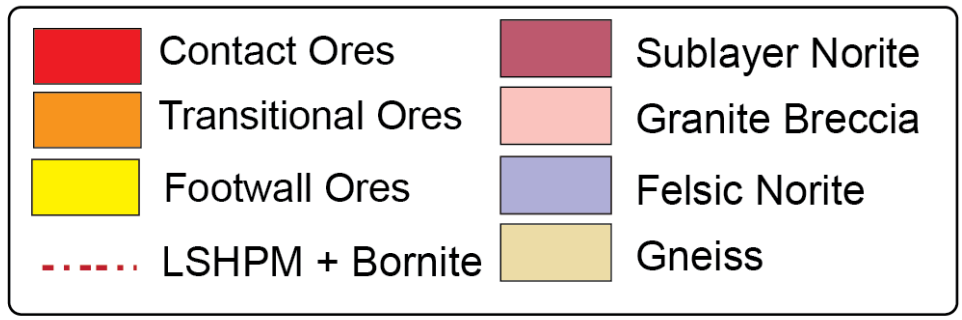 Contact Ores
Transitional Ores
Footwall Ores
LSHPM + Bornite
Sublayer Norite
Granite Breccia
Felsic Norite
Gneiss